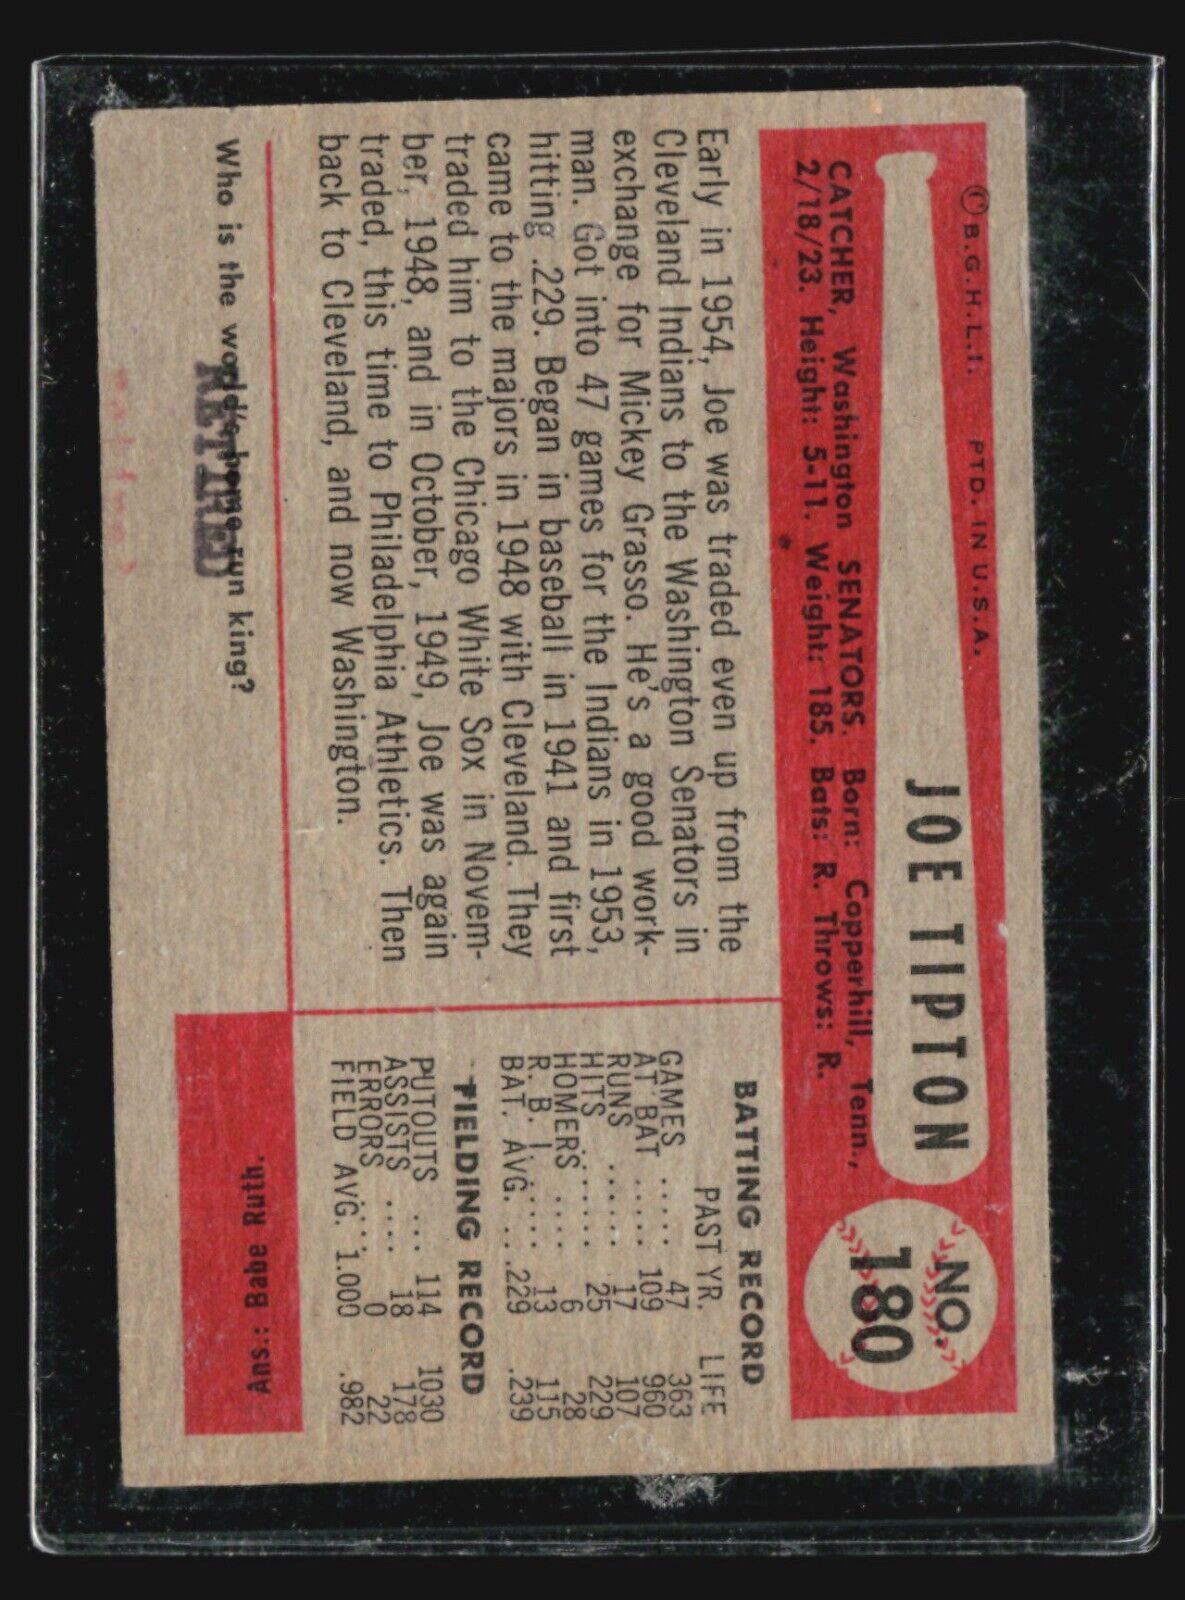 © B.G.H.L.I. PTD. IN U.S.A.
JOE TIPTON
NO.
180
CATCHER, Washington SENATORS. Born: Copperhill, Tenn.,
2/18/23. Height: 5-11. Weight: 185. Bats: R. Throws: R.
Early in 1954, Joe was traded even up from the
Cleveland Indians to the Washington Senators in
exchange for Mickey Grasso. He's a good work-
man. Got into 47 games for the Indians in 1953,
hitting .229. Began in baseball in 1941 and first
came to the majors in 1948 with Cleveland. They
traded him to the Chicago White Sox in Novem-
ber, 1948, and in October, 1949, Joe was again
traded, this time to Philadelphia Athletics. Then
back to Cleveland, and now Washington.
BATTING RECORD
PAST YR. LIFE
GAMES ..... 47 363
AT BAT ..... 109 960
RUNS ...... 17 107
HITS ...... 25 229
HOMERS .... 6 28
R. B. I. .... 13 115
BAT. AVG. .. .229 .239
FIELDING RECORD
PUTOUTS ... 114 1030
ASSISTS .... 18 178
ERRORS .... 0 22
FIELD AVG. 1.000 .982
Who is the world's home run king?
RETIRED
Ans.: Babe Ruth.